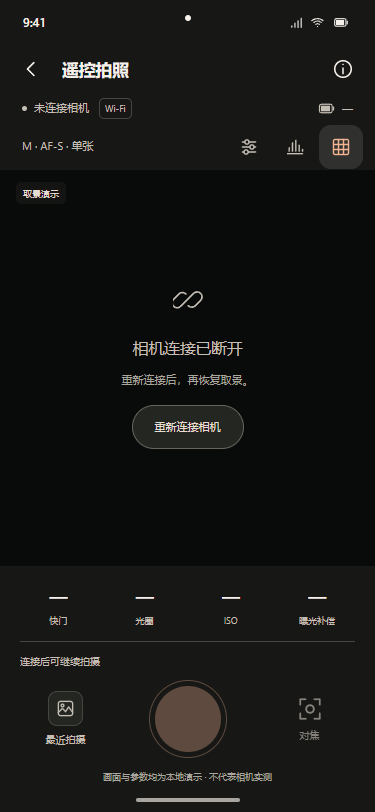 9:41
遥控拍照
未连接相机 Wi-Fi —
M · AF-S · 单张
取景演示
相机连接已断开
重新连接后，再恢复取景。
重新连接相机
— — — —
快门 光圈 ISO 曝光补偿
连接后可继续拍摄
最近拍摄 对焦
画面与参数均为本地演示 · 不代表相机实测